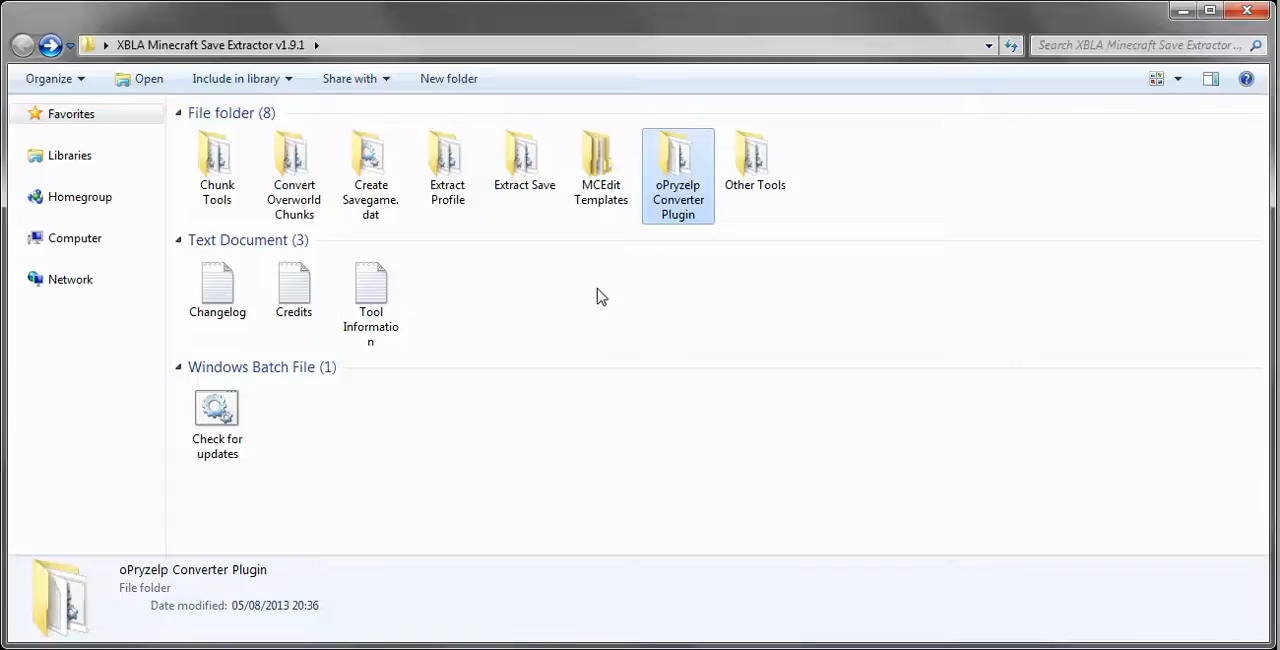 XBLA Minecraft Save Extractor v1.9.1
Search XBLA Minecraft Save Extractor ...
Organize
Open
Include in library
Share with
New folder
Favorites
Libraries
Homegroup
Computer
Network
File folder (8)
Chunk
Tools
Convert
Overworld
Chunks
Create
Savegame.
dat
Extract
Profile
Extract Save
MCEdit
Templates
oPryzelp
Converter
Plugin
Other Tools
Text Document (3)
Changelog
Credits
Tool
Informatio
n
Windows Batch File (1)
Check for
updates
oPryzelp Converter Plugin
File folder
Date modified: 05/08/2013 20:36